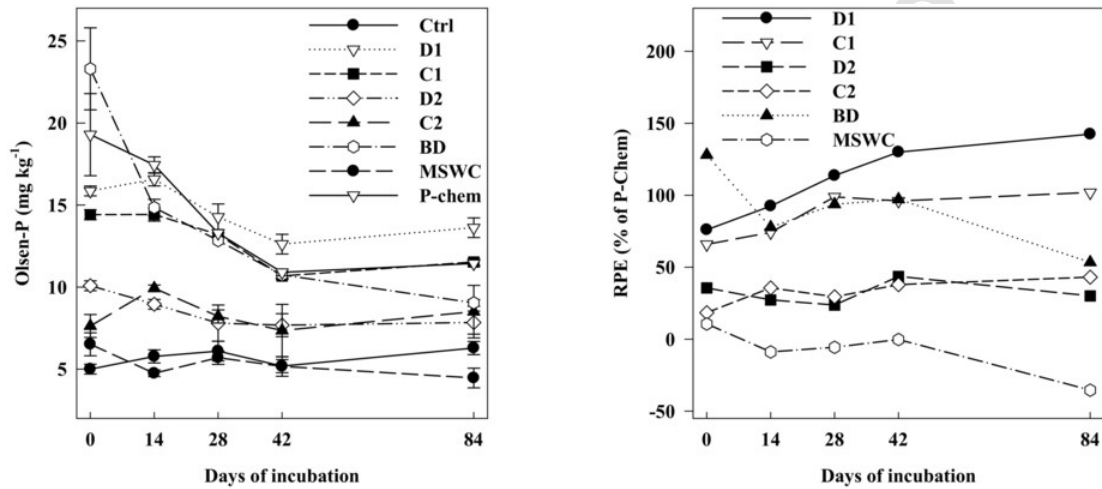 25
20
15
10
5
Olsen-P (mg kg⁻¹)
Ctrl
D1
C1
D2
C2
BD
MSWC
P-chem
0 14 28 42 84
Days of incubation
200
150
100
50
0
-50
RPE (% of P-Chem)
D1
C1
D2
C2
BD
MSWC
0 14 28 42 84
Days of incubation